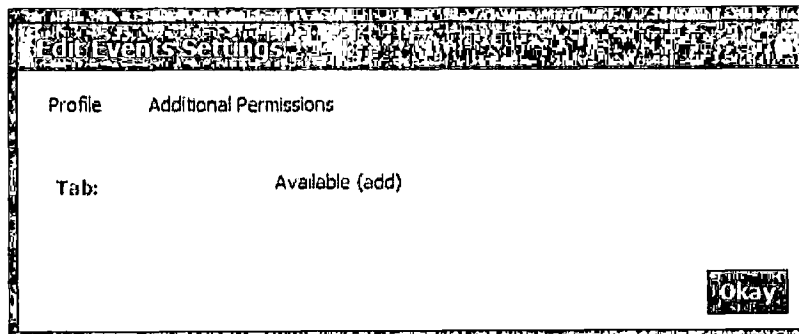 Edit Events Settings
Profile Additional Permissions
Tab: Available (add)
Okay